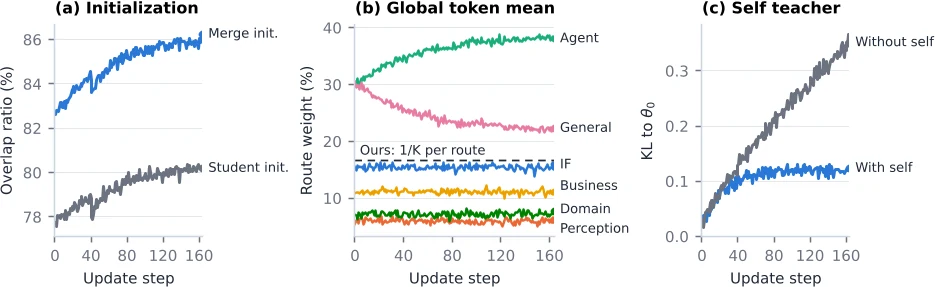 (a) Initialization
Overlap ratio (%)
86
84
82
80
78
Merge init.
Student init.
0 40 80 120 160
Update step
(b) Global token mean
Route weight (%)
40
30
20
10
Agent
General
Ours: 1/K per route
IF
Business
Domain
Perception
0 40 80 120 160
Update step
(c) Self teacher
KL to θ₀
0.3
0.2
0.1
0.0
Without self
With self
0 40 80 120 160
Update step